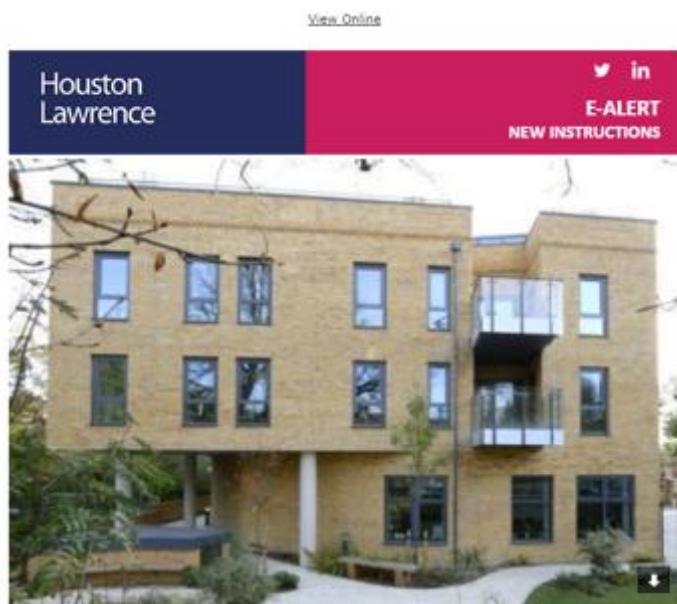 View Online
Houston
Lawrence
E-ALERT
NEW INSTRUCTIONS